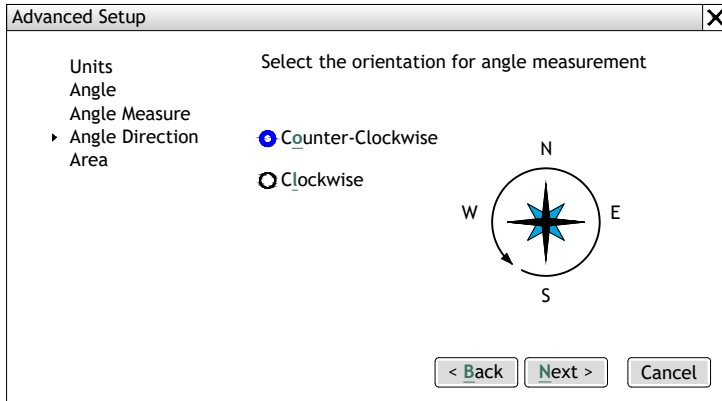 Advanced Setup
Units
Angle
Angle Measure
Angle Direction
Area
Select the orientation for angle measurement
Counter-Clockwise
Clockwise
N
W
E
S
< Back
Next >
Cancel